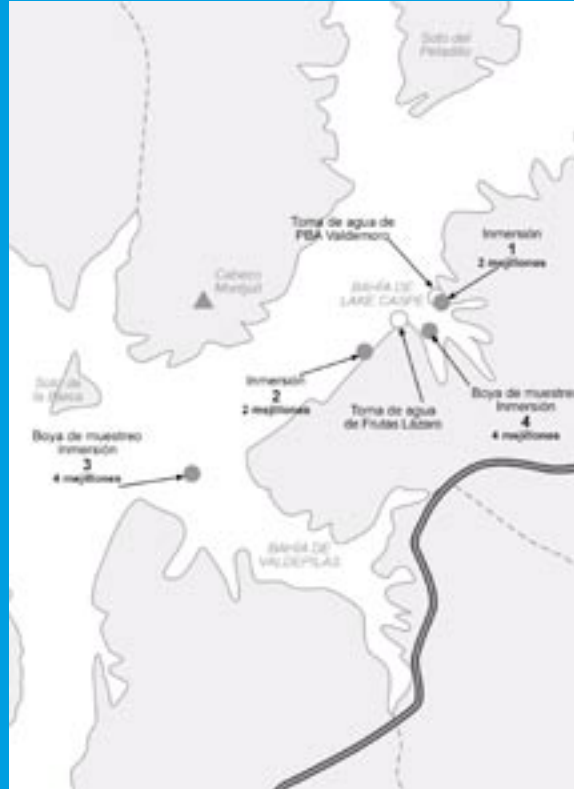 Soto del
Peladillo
Toma de agua de
PBA Valdemoro
Inmersión
1
2 mejillones
Cabezo
Montjuit
BAHÍA DE
LAKE CASPE
Soto de
la Barca
Inmersión
2
2 mejillones
Toma de agua
de Frutas Lázaro
Boya de muestreo
Inmersión
4
4 mejillones
Boya de muestreo
Inmersión
3
4 mejillones
BAHÍA DE
VALDEPILAS